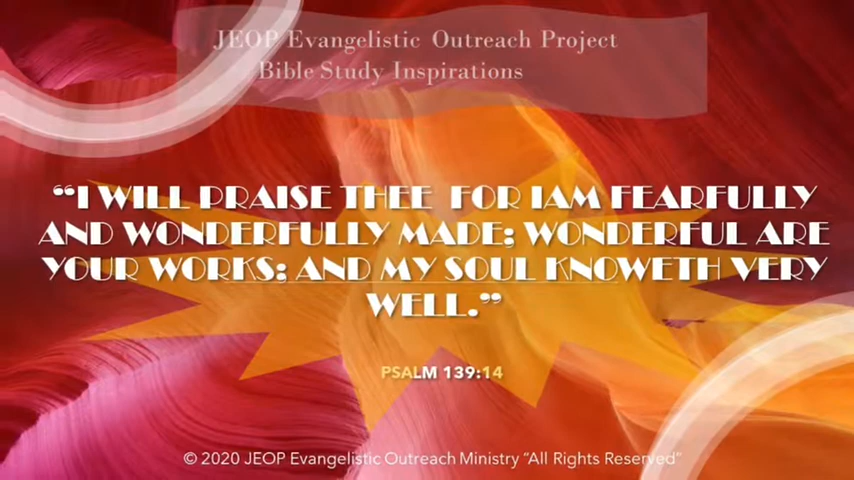 JEOP Evangelistic Outreach Project
Bible Study Inspirations
“I WILL PRAISE THEE FOR IAM FEARFULLY
AND WONDERFULLY MADE; WONDERFUL ARE
YOUR WORKS; AND MY SOUL KNOWETH VERY
WELL.”
PSALM 139:14
© 2020 JEOP Evangelistic Outreach Ministry “All Rights Reserved”